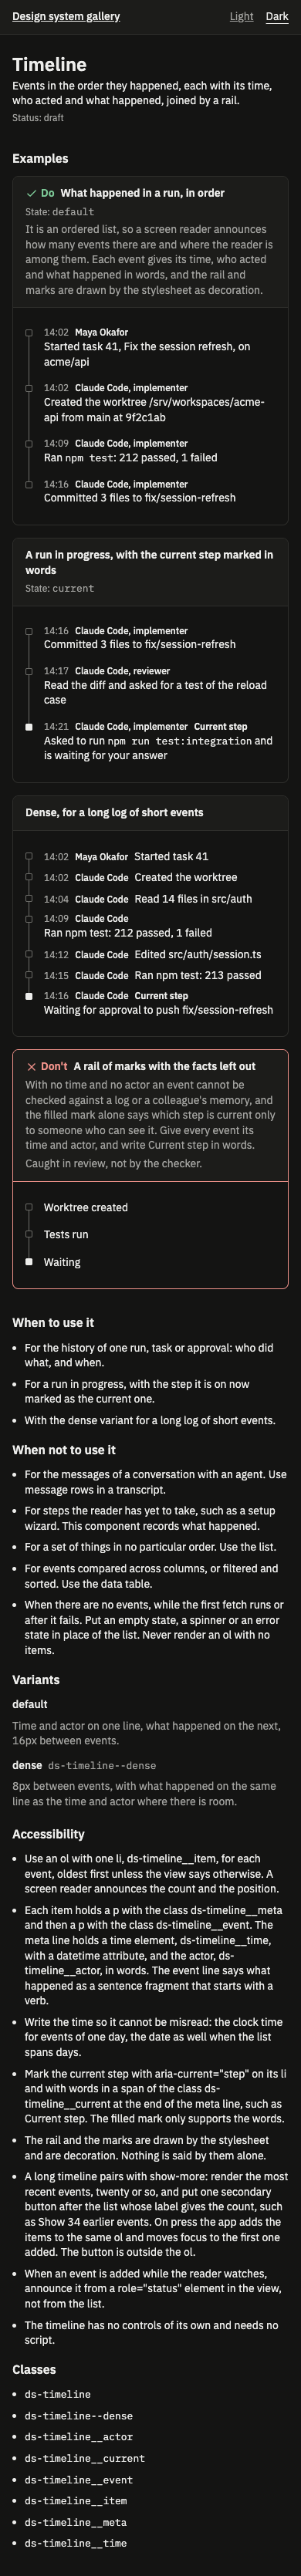 Design system gallery Light Dark
Timeline
Events in the order they happened, each with its time,
who acted and what happened, joined by a rail.
Status: draft
Examples
Do What happened in a run, in order
State: default
It is an ordered list, so a screen reader announces
how many events there are and where the reader is
among them. Each event gives its time, who acted
and what happened in words, and the rail and
marks are drawn by the stylesheet as decoration.
14:02 Maya Okafor
Started task 41, Fix the session refresh, on
acme/api
14:02 Claude Code, implementer
Created the worktree /srv/workspaces/acme-
api from main at 9f2c1ab
14:09 Claude Code, implementer
Ran npm test: 212 passed, 1 failed
14:16 Claude Code, implementer
Committed 3 files to fix/session-refresh
A run in progress, with the current step marked in
words
State: current
14:16 Claude Code, implementer
Committed 3 files to fix/session-refresh
14:17 Claude Code, reviewer
Read the diff and asked for a test of the reload
case
14:21 Claude Code, implementer Current step
Asked to run npm run test:integration and
is waiting for your answer
Dense, for a long log of short events
14:02 Maya Okafor Started task 41
14:02 Claude Code Created the worktree
14:04 Claude Code Read 14 files in src/auth
14:09 Claude Code
Ran npm test: 212 passed, 1 failed
14:12 Claude Code Edited src/auth/session.ts
14:15 Claude Code Ran npm test: 213 passed
14:16 Claude Code Current step
Waiting for approval to push fix/session-refresh
Don't A rail of marks with the facts left out
With no time and no actor an event cannot be
checked against a log or a colleague's memory, and
the filled mark alone says which step is current only
to someone who can see it. Give every event its
time and actor, and write Current step in words.
Caught in review, not by the checker.
Worktree created
Tests run
Waiting
When to use it
• For the history of one run, task or approval: who did
what, and when.
• For a run in progress, with the step it is on now
marked as the current one.
• With the dense variant for a long log of short events.
When not to use it
• For the messages of a conversation with an agent. Use
message rows in a transcript.
• For steps the reader has yet to take, such as a setup
wizard. This component records what happened.
• For a set of things in no particular order. Use the list.
• For events compared across columns, or filtered and
sorted. Use the data table.
• When there are no events, while the first fetch runs or
after it fails. Put an empty state, a spinner or an error
state in place of the list. Never render an ol with no
items.
Variants
default
Time and actor on one line, what happened on the next,
16px between events.
dense ds-timeline--dense
8px between events, with what happened on the same
line as the time and actor where there is room.
Accessibility
• Use an ol with one li, ds-timeline__item, for each
event, oldest first unless the view says otherwise. A
screen reader announces the count and the position.
• Each item holds a p with the class ds-timeline__meta
and then a p with the class ds-timeline__event. The
meta line holds a time element, ds-timeline__time,
with a datetime attribute, and the actor, ds-
timeline__actor, in words. The event line says what
happened as a sentence fragment that starts with a
verb.
• Write the time so it cannot be misread: the clock time
for events of one day, the date as well when the list
spans days.
• Mark the current step with aria-current="step" on its li
and with words in a span of the class ds-
timeline__current at the end of the meta line, such as
Current step. The filled mark only supports the words.
• The rail and the marks are drawn by the stylesheet
and are decoration. Nothing is said by them alone.
• A long timeline pairs with show-more: render the most
recent events, twenty or so, and put one secondary
button after the list whose label gives the count, such
as Show 34 earlier events. On press the app adds the
items to the same ol and moves focus to the first one
added. The button is outside the ol.
• When an event is added while the reader watches,
announce it from a role="status" element in the view,
not from the list.
• The timeline has no controls of its own and needs no
script.
Classes
• ds-timeline
• ds-timeline--dense
• ds-timeline__actor
• ds-timeline__current
• ds-timeline__event
• ds-timeline__item
• ds-timeline__meta
• ds-timeline__time